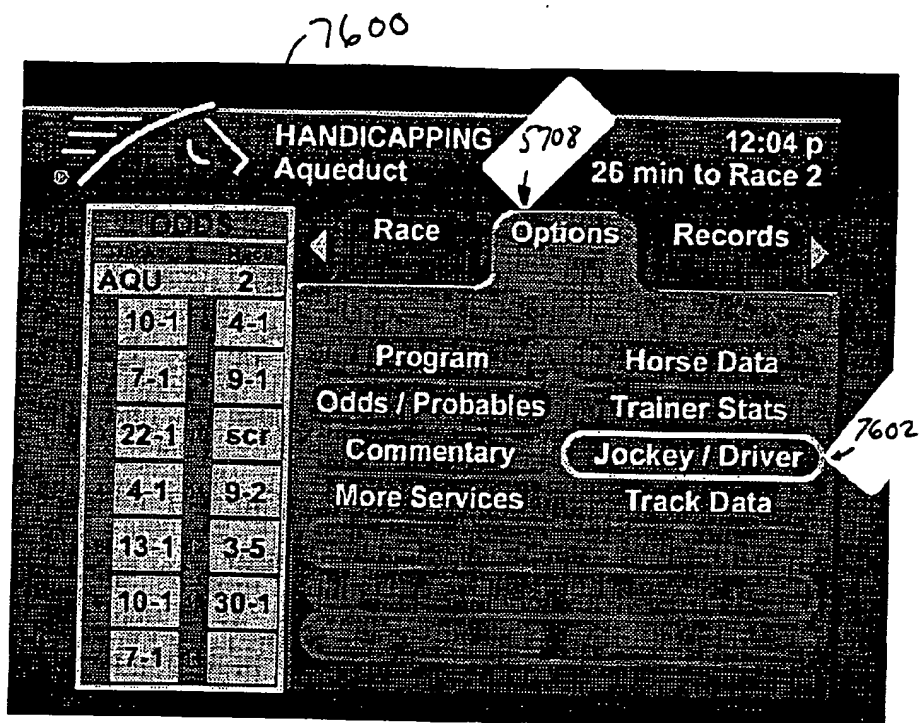 7600
HANDICAPPING
Aqueduct
5708
12:04 p
26 min to Race 2
ODDS
AQU 2
10-1 4-1
7-1 9-1
22-1 scr
4-1 9-2
13-1 3-5
10-1 30-1
7-1
Race
Options
Records
Program
Horse Data
Odds / Probables
Trainer Stats
Commentary
Jockey / Driver
7602
More Services
Track Data